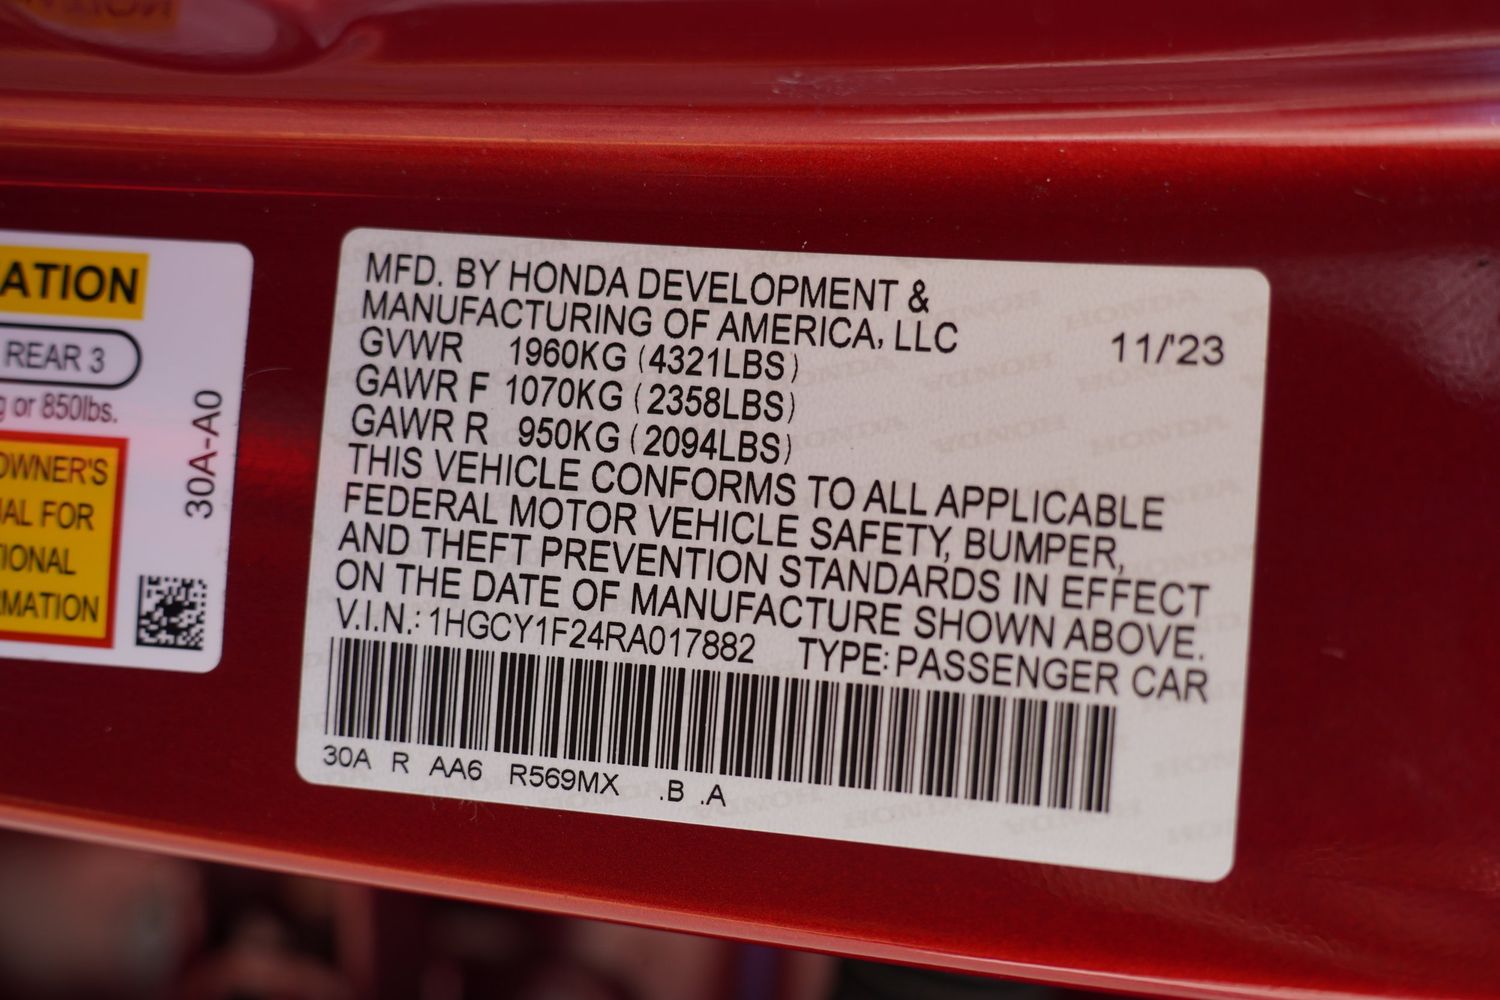 ATION
REAR 3
g or 850lbs.
OWNER'S
AL FOR
IONAL
MATION
30A-A0
MFD. BY HONDA DEVELOPMENT &
MANUFACTURING OF AMERICA, LLC
11/'23
GVWR 1960KG (4321LBS)
GAWR F 1070KG (2358LBS)
GAWR R 950KG (2094LBS)
THIS VEHICLE CONFORMS TO ALL APPLICABLE
FEDERAL MOTOR VEHICLE SAFETY, BUMPER,
AND THEFT PREVENTION STANDARDS IN EFFECT
ON THE DATE OF MANUFACTURE SHOWN ABOVE.
V.I.N.: 1HGCY1F24RA017882 TYPE: PASSENGER CAR
30A R AA6 R569MX .B .A